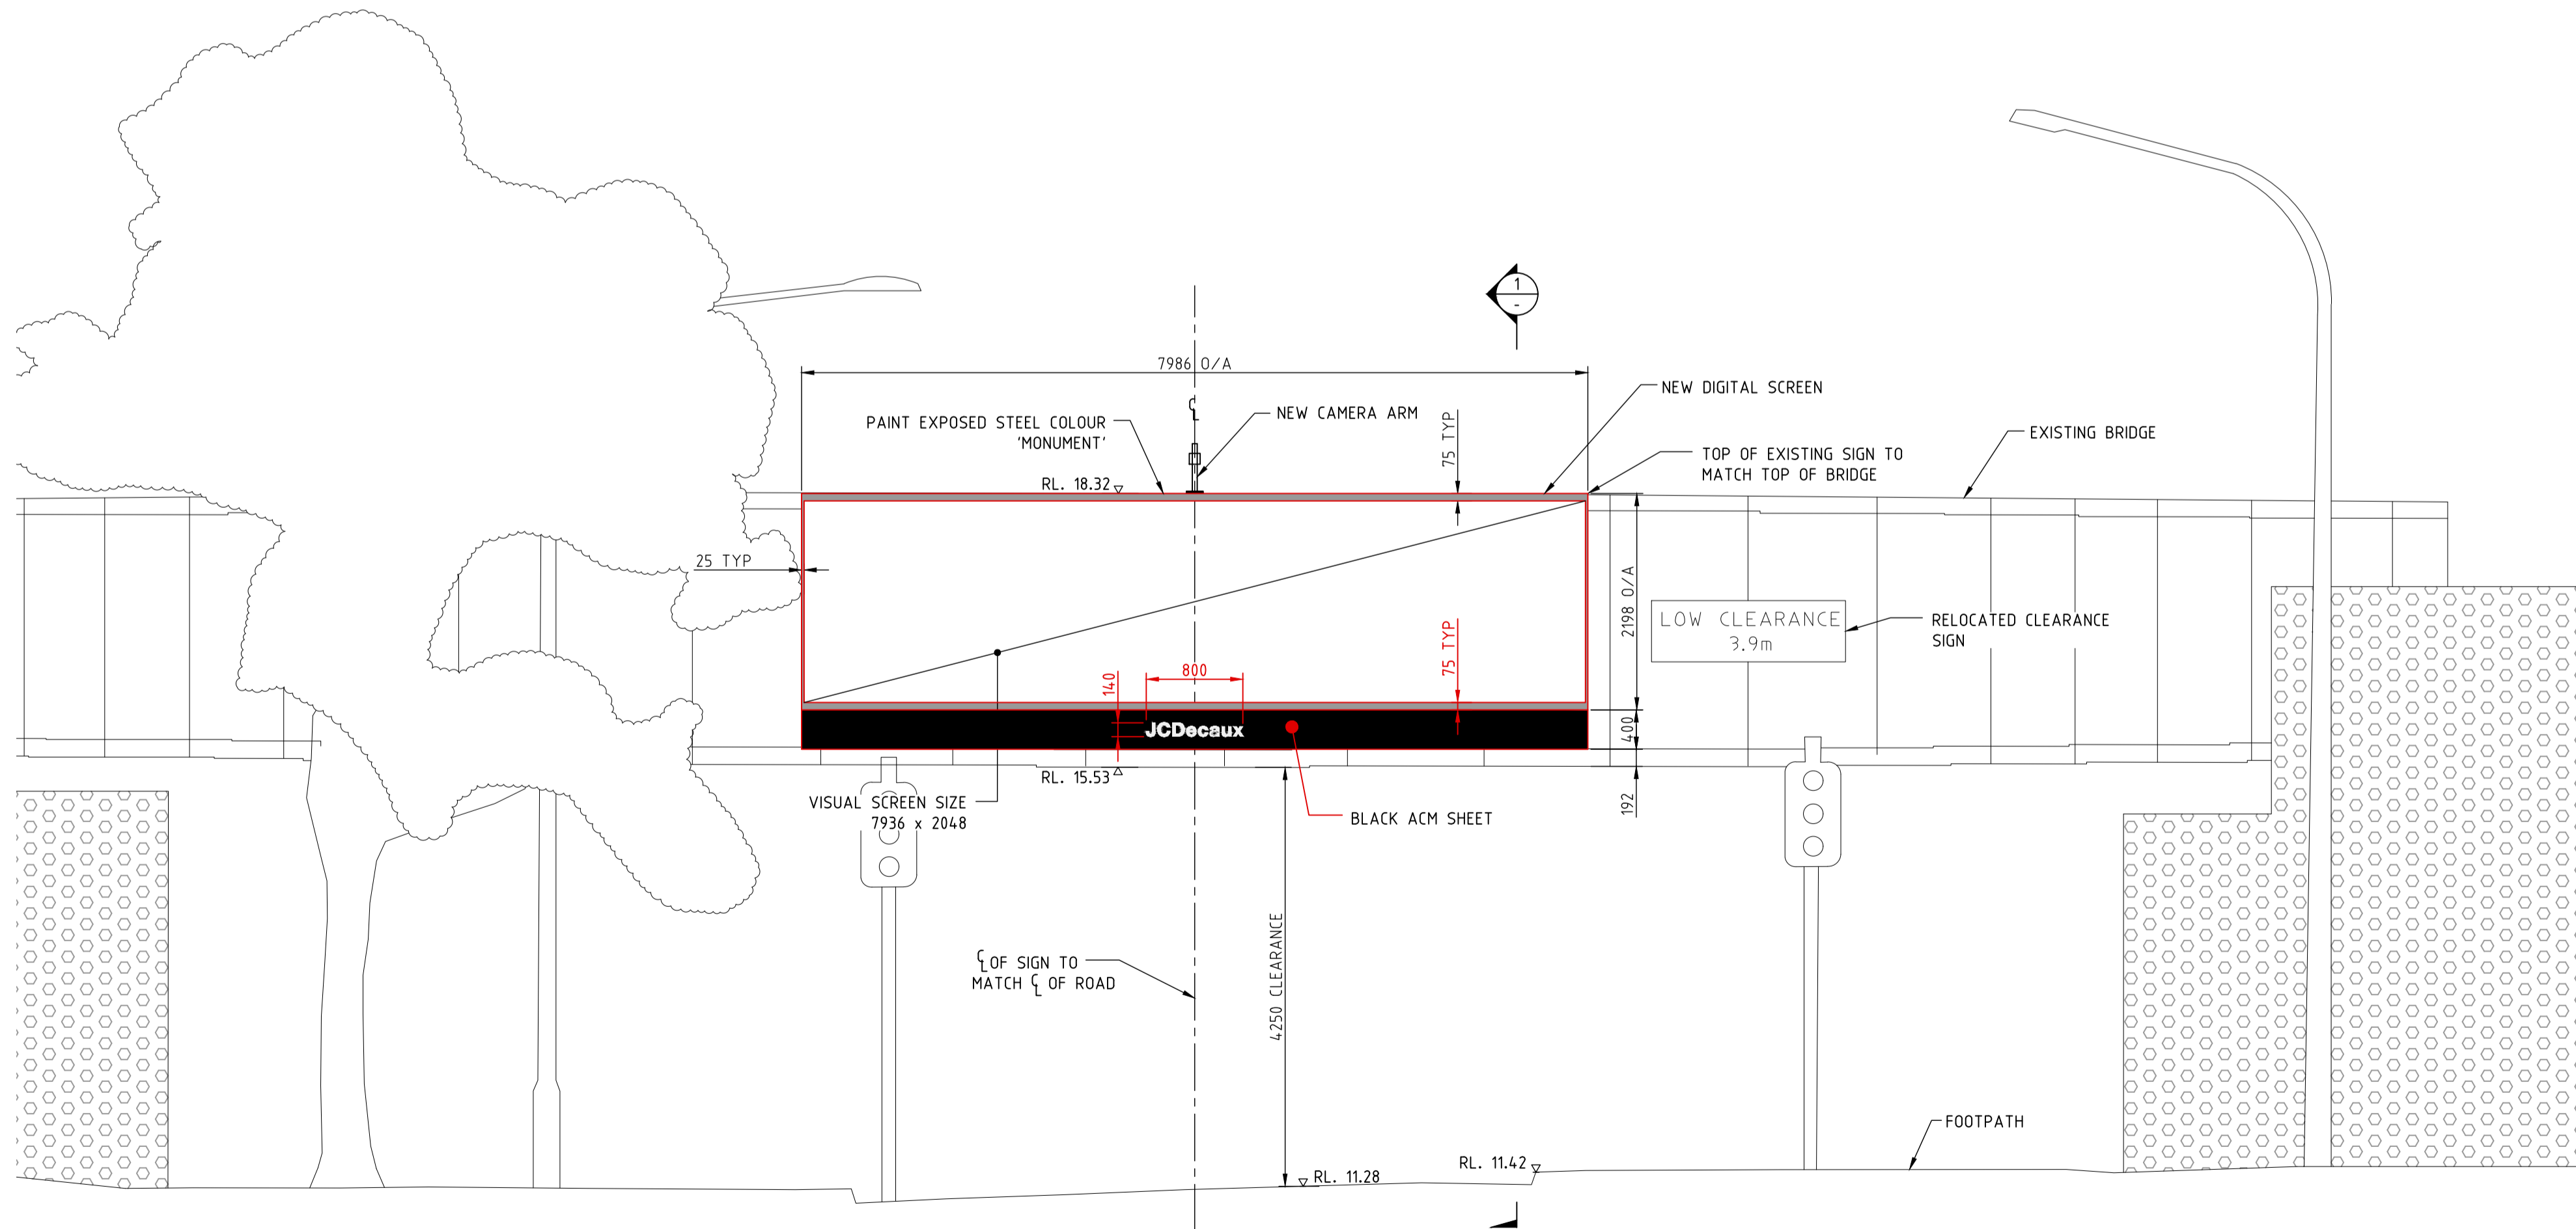 1
-
7986 O/A
NEW DIGITAL SCREEN
PAINT EXPOSED STEEL COLOUR
'MONUMENT'
℄
NEW CAMERA ARM
75 TYP
EXISTING BRIDGE
TOP OF EXISTING SIGN TO
MATCH TOP OF BRIDGE
RL. 18.32
25 TYP
2198 O/A
LOW CLEARANCE
3.9m
RELOCATED CLEARANCE
SIGN
75 TYP
800
140
JCDecaux
400
RL. 15.53
192
VISUAL SCREEN SIZE
7936 x 2048
BLACK ACM SHEET
4250 CLEARANCE
℄ OF SIGN TO
MATCH ℄ OF ROAD
FOOTPATH
RL. 11.42
RL. 11.28